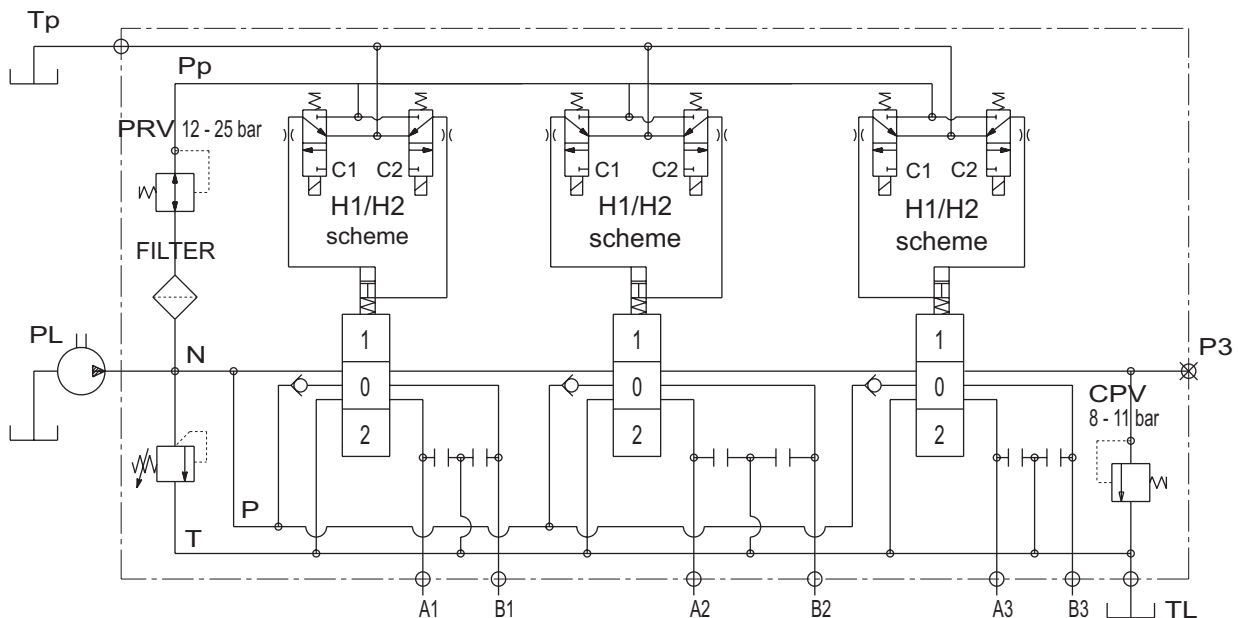 Tp
Pp
PRV 12 - 25 bar
C1 C2
H1/H2
scheme
C1 C2
H1/H2
scheme
C1 C2
H1/H2
scheme
FILTER
PL
N
1
0
2
1
0
2
1
0
2
P3
CPV
8 - 11 bar
P
T
A1 B1 A2 B2 A3 B3 TL